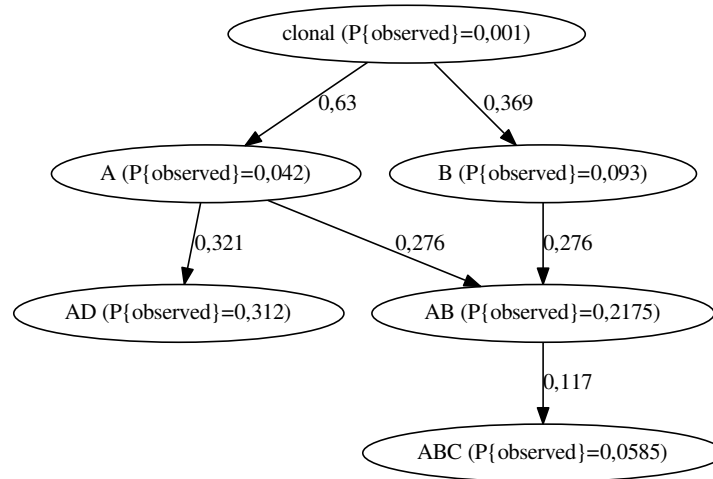 clonal (P{observed}=0,001)
0,63
0,369
A (P{observed}=0,042)
B (P{observed}=0,093)
0,321
0,276
0,276
AD (P{observed}=0,312)
AB (P{observed}=0,2175)
0,117
ABC (P{observed}=0,0585)